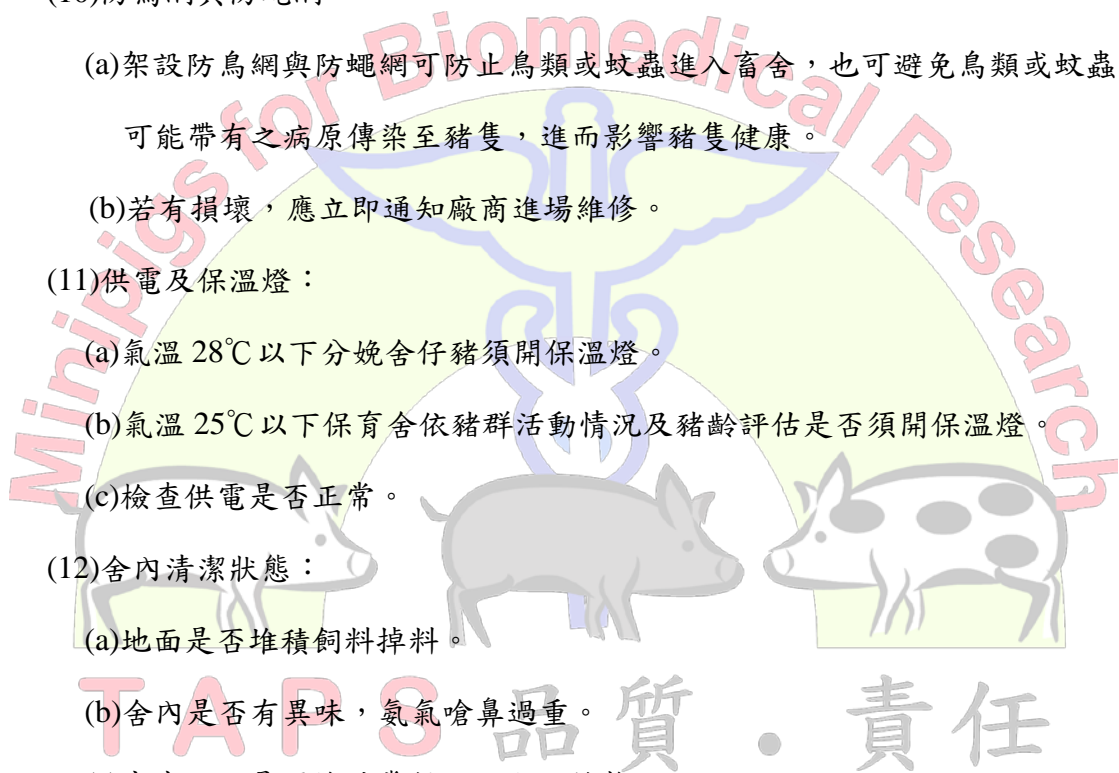 (a)架設防鳥網與防蠅網可防止鳥類或蚊蟲進入畜舍，也可避免鳥類或蚊蟲
可能帶有之病原傳染至豬隻，進而影響豬隻健康。
(b)若有損壞，應立即通知廠商進場維修。
(11)供電及保溫燈：
(a)氣溫 28℃以下分娩舍仔豬須開保溫燈。
(b)氣溫 25℃以下保育舍依豬群活動情況及豬齡評估是否須開保溫燈。
(c)檢查供電是否正常。
(12)舍內清潔狀態：
(a)地面是否堆積飼料掉料。
(b)舍內是否有異味，氨氣嗆鼻過重。
Minipigs for Biomedical Research
TAPS 品質．責任